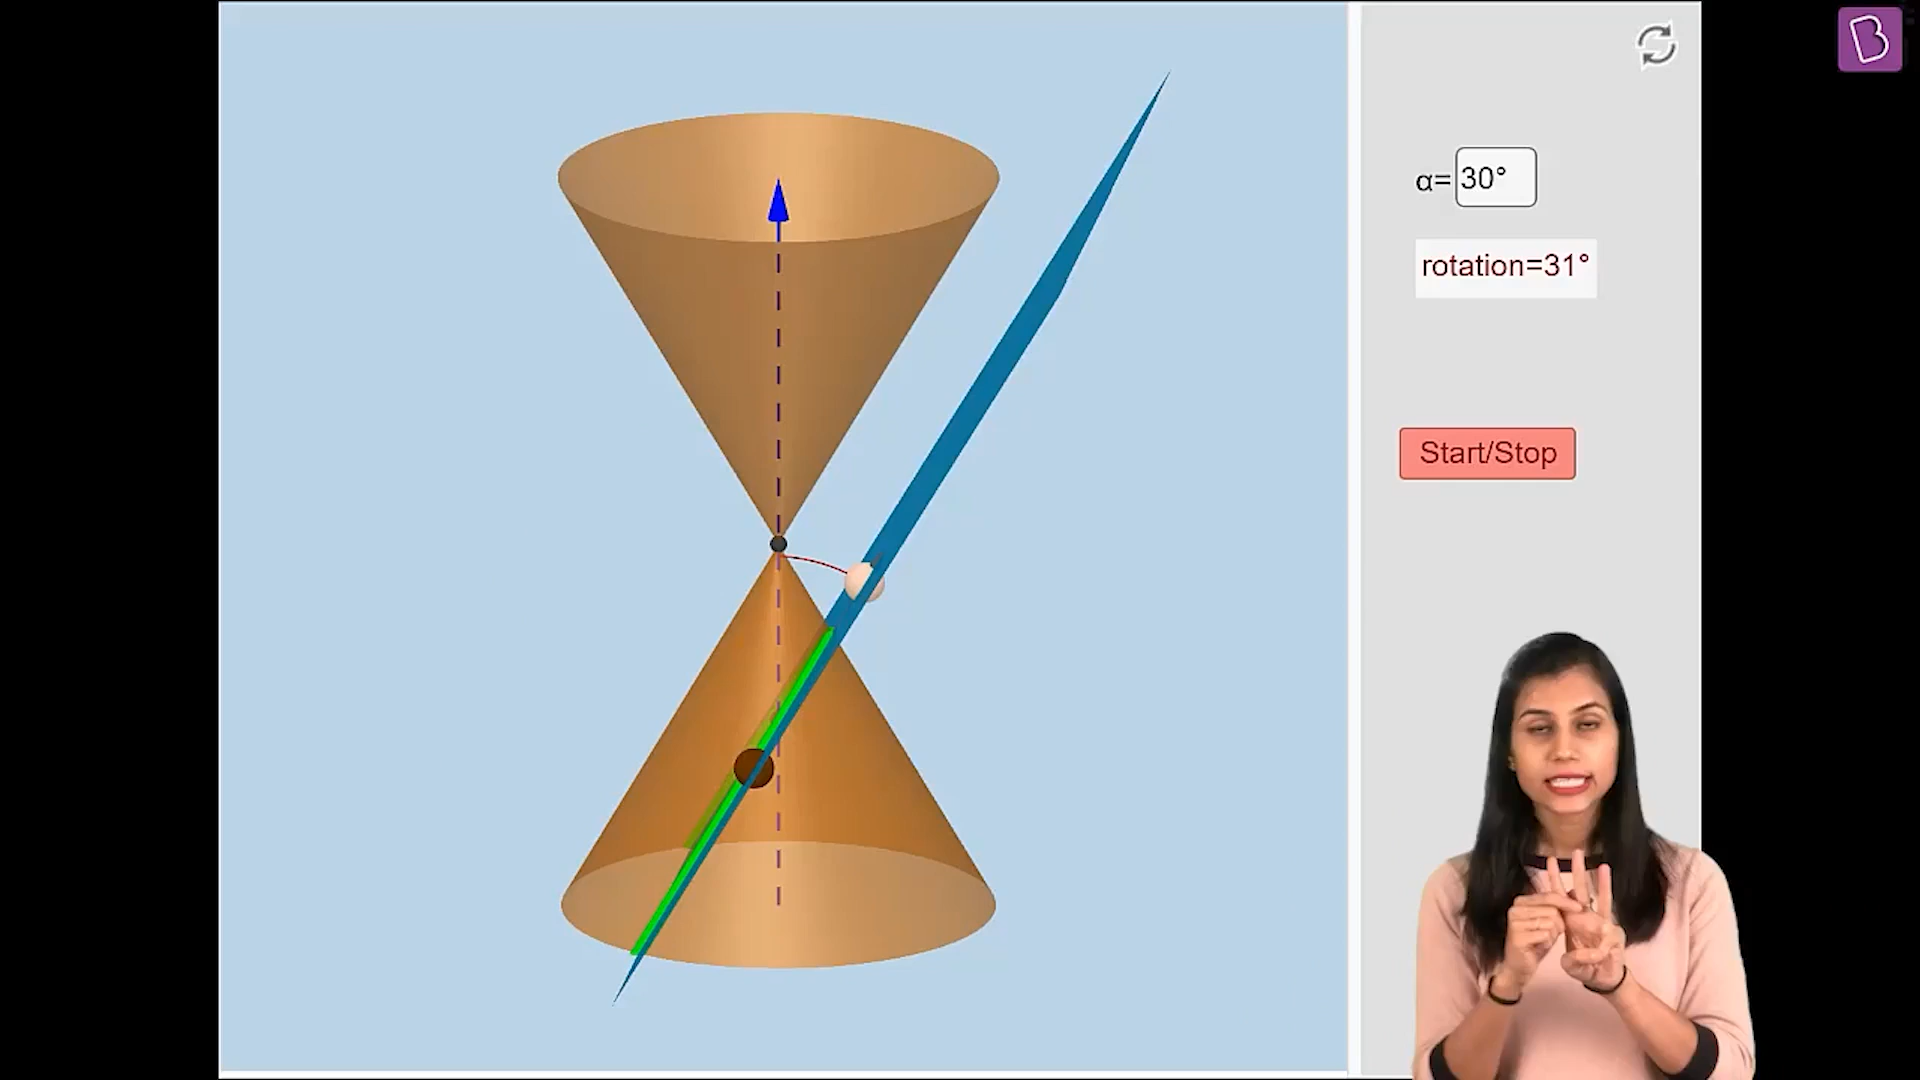 B
α= 30°
rotation=31°
Start/Stop